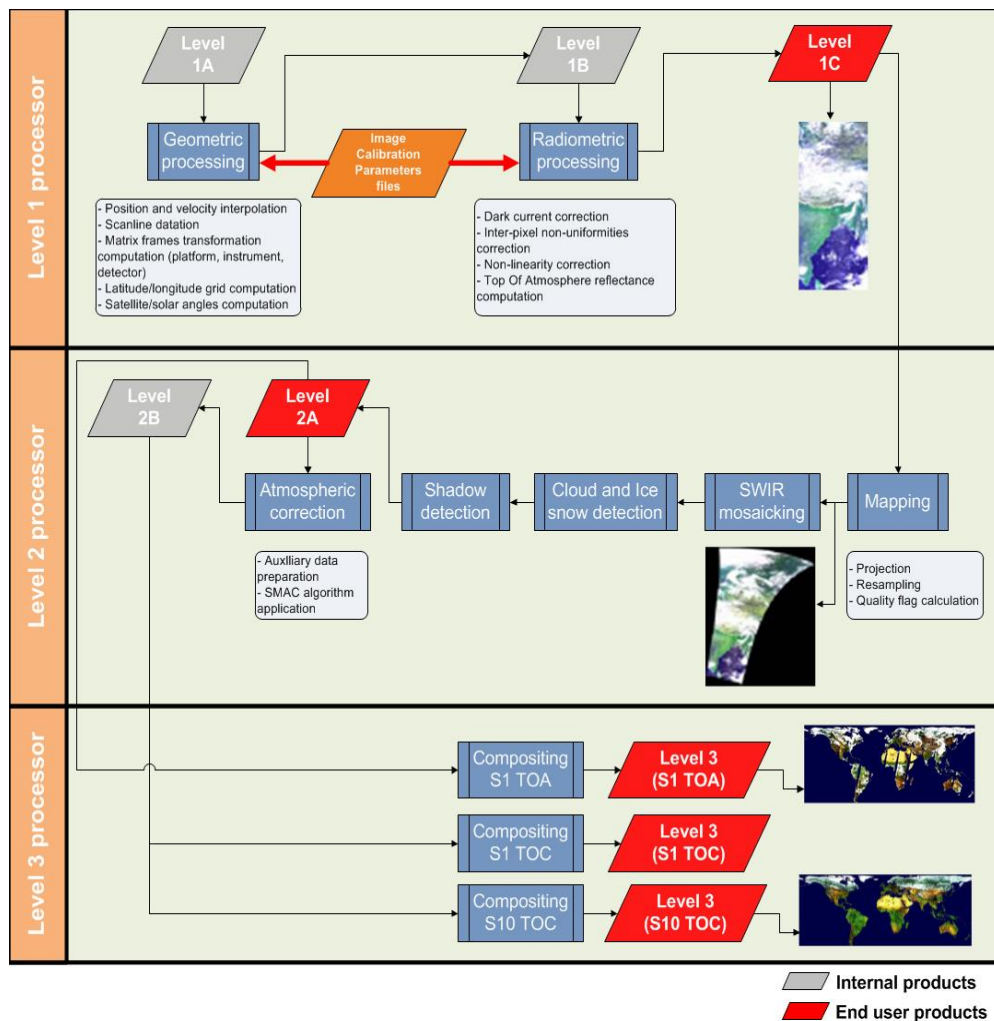 Level 1 processor
Level
1A
Level
1B
Level
1C
Geometric
processing
Image
Calibration
Parameters
files
Radiometric
processing
- Position and velocity interpolation
- Scanline datation
- Matrix frames transformation
computation (platform, instrument,
detector)
- Latitude/longitude grid computation
- Satellite/solar angles computation
- Dark current correction
- Inter-pixel non-uniformities
correction
- Non-linearity correction
- Top Of Atmosphere reflectance
computation
Level 2 processor
Level
2B
Level
2A
Atmospheric
correction
Shadow
detection
Cloud and Ice
snow detection
SWIR
mosaicking
Mapping
- Auxlliary data
preparation
- SMAC algorithm
application
- Projection
- Resampling
- Quality flag calculation
Level 3 processor
Compositing
S1 TOA
Level 3
(S1 TOA)
Compositing
S1 TOC
Level 3
(S1 TOC)
Compositing
S10 TOC
Level 3
(S10 TOC)
Internal products
End user products